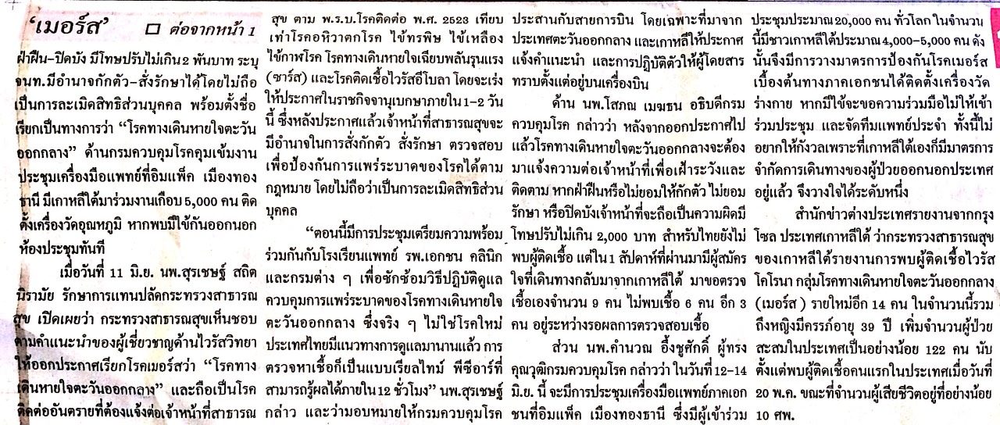 'เมอร์ส' □ ต่อจากหน้า 1
ฝ่าฝืน-ปิดบัง มีโทษปรับไม่เกิน 2 พันบาท ระบุ
จนท.มีอำนาจกักตัว-สั่งรักษาได้โดยไม่ถือ
เป็นการละเมิดสิทธิส่วนบุคคล พร้อมตั้งชื่อ
เรียกเป็นทางการว่า "โรคทางเดินหายใจตะวัน
ออกกลาง" ด้านกรมควบคุมโรคคุมเข้มงาน
ประชุมเครื่องมือแพทย์ที่อิมแพ็ค เมืองทอง
ธานี มีเกาหลีใต้มาร่วมงานเกือบ 5,000 คน ติด
ตั้งเครื่องวัดอุณหภูมิ หากพบมีไข้กันออกนอก
ห้องประชุมทันที
เมื่อวันที่ 11 มิ.ย. นพ.สุรเชษฐ์ สถิต
นิรามัย รักษาการแทนปลัดกระทรวงสาธารณ
สุข เปิดเผยว่า กระทรวงสาธารณสุขเห็นชอบ
ตามคำแนะนำของผู้เชี่ยวชาญด้านไวรัสวิทยา
ให้ออกประกาศเรียกโรคเมอร์สว่า "โรคทาง
เดินหายใจตะวันออกกลาง" และถือเป็นโรค
ติดต่ออันตรายที่ต้องแจ้งต่อเจ้าหน้าที่สาธารณ
สุข ตาม พ.ร.บ.โรคติดต่อ พ.ศ. 2523 เทียบ
เท่าโรคอหิวาตกโรค ไข้ทรพิษ ไข้เหลือง
ไข้กาฬโรค โรคทางเดินหายใจเฉียบพลันรุนแรง
(ซาร์ส) และโรคติดเชื้อไวรัสอีโบลา โดยจะเร่ง
ให้ประกาศในราชกิจจานุเบกษาภายใน 1-2 วัน
นี้ ซึ่งหลังประกาศแล้วเจ้าหน้าที่สาธารณสุขจะ
มีอำนาจในการสั่งกักตัว สั่งรักษา ตรวจสอบ
เพื่อป้องกันการแพร่ระบาดของโรคได้ตาม
กฎหมาย โดยไม่ถือว่าเป็นการละเมิดสิทธิส่วน
บุคคล
"ตอนนี้มีการประชุมเตรียมความพร้อม
ร่วมกันกับโรงเรียนแพทย์ รพ.เอกชน คลินิก
และกรมต่าง ๆ เพื่อซักซ้อมวิธีปฏิบัติดูแล
ควบคุมการแพร่ระบาดของโรคทางเดินหายใจ
ตะวันออกกลาง ซึ่งจริง ๆ ไม่ใช่โรคใหม่
ประเทศไทยมีแนวทางการดูแลมานานแล้ว การ
ตรวจหาเชื้อก็เป็นแบบเรียลไทม์ พีซีอาร์ที่
สามารถรู้ผลได้ภายใน 12 ชั่วโมง" นพ.สุรเชษฐ์
กล่าว และว่ามอบหมายให้กรมควบคุมโรค
ประสานกับสายการบิน โดยเฉพาะที่มาจาก
ประเทศตะวันออกกลาง และเกาหลีให้ประกาศ
แจ้งคำแนะนำ และการปฏิบัติตัวให้ผู้โดยสาร
ทราบตั้งแต่อยู่บนเครื่องบิน
ด้าน นพ.โสภณ เมฆธน อธิบดีกรม
ควบคุมโรค กล่าวว่า หลังจากออกประกาศไป
แล้วโรคทางเดินหายใจตะวันออกกลางจะต้อง
มาแจ้งความต่อเจ้าหน้าที่เพื่อเฝ้าระวังและ
ติดตาม หากฝ่าฝืนหรือไม่ยอมให้กักตัว ไม่ยอม
รักษา หรือปิดบังเจ้าหน้าที่จะถือเป็นความผิดมี
โทษปรับไม่เกิน 2,000 บาท สำหรับไทยยังไม่
พบผู้ติดเชื้อ แต่ใน 1 สัปดาห์ที่ผ่านมามีผู้สมัคร
ใจที่เดินทางกลับมาจากเกาหลีใต้ มาขอตรวจ
เชื้อเองจำนวน 9 คน ไม่พบเชื้อ 6 คน อีก 3
คน อยู่ระหว่างรอผลการตรวจสอบเชื้อ
ส่วน นพ.คำนวณ อึ้งชูศักดิ์ ผู้ทรง
คุณวุฒิกรมควบคุมโรค กล่าวว่า ในวันที่ 12-14
มิ.ย. นี้ จะมีการประชุมเครื่องมือแพทย์ภาคเอก
ชนที่อิมแพ็ค เมืองทองธานี ซึ่งมีผู้เข้าร่วม
ประชุมประมาณ 20,000 คน ทั่วโลก ในจำนวน
นี้มีชาวเกาหลีใต้ประมาณ 4,000-5,000 คน ดัง
นั้นจึงมีการวางมาตรการป้องกันโรคเมอร์ส
เบื้องต้นทางภาคเอกชนได้ติดตั้งเครื่องวัด
ร่างกาย หากมีไข้จะขอความร่วมมือไม่ให้เข้า
ร่วมประชุม และจัดทีมแพทย์ประจำ ทั้งนี้ไม่
อยากให้กังวลเพราะที่เกาหลีใต้เองก็มีมาตรการ
จำกัดการเดินทางของผู้ป่วยออกนอกประเทศ
อยู่แล้ว จึงวางใจได้ระดับหนึ่ง
สำนักข่าวต่างประเทศรายงานจากกรุง
โซล ประเทศเกาหลีใต้ ว่ากระทรวงสาธารณสุข
ของเกาหลีใต้รายงานการพบผู้ติดเชื้อไวรัส
โคโรนา กลุ่มโรคทางเดินหายใจตะวันออกกลาง
(เมอร์ส) รายใหม่อีก 14 คน ในจำนวนนี้รวม
ถึงหญิงมีครรภ์อายุ 39 ปี เพิ่มจำนวนผู้ป่วย
สะสมในประเทศเป็นอย่างน้อย 122 คน นับ
ตั้งแต่พบผู้ติดเชื้อคนแรกในประเทศเมื่อวันที่
20 พ.ค. ขณะที่จำนวนผู้เสียชีวิตอยู่ที่อย่างน้อย
10 ศพ.